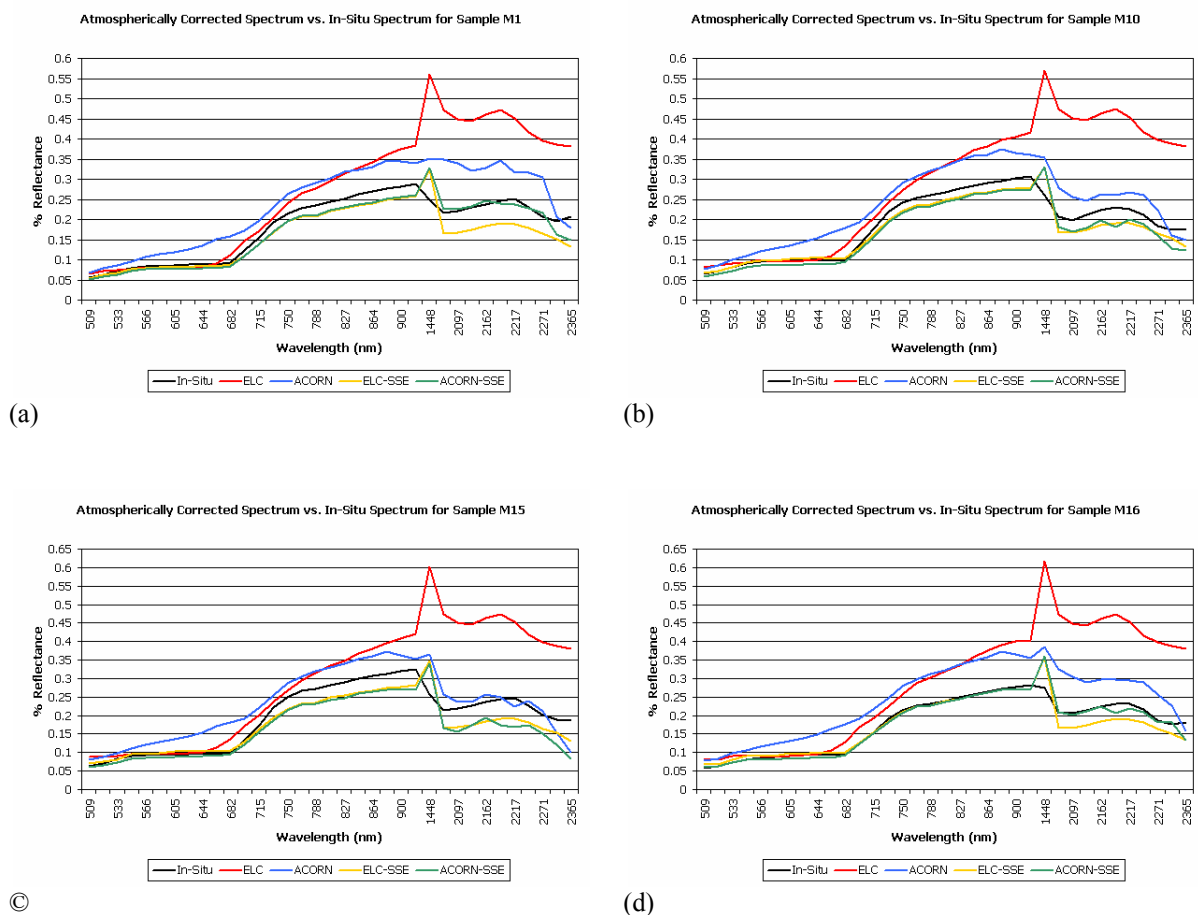 Atmospherically Corrected Spectrum vs. In-Situ Spectrum for Sample M1
0.6
0.55
0.5
0.45
0.4
0.35
0.3
0.25
0.2
0.15
0.1
0.05
0
% Reflectance
509 533 566 605 644 682 715 750 788 827 864 900 1448 2097 2162 2217 2271 2365
Wavelength (nm)
In-Situ ELC ACORN ELC-SSE ACORN-SSE
(a)
Atmospherically Corrected Spectrum vs. In-Situ Spectrum for Sample M10
0.6
0.55
0.5
0.45
0.4
0.35
0.3
0.25
0.2
0.15
0.1
0.05
0
% Reflectance
509 533 566 605 644 682 715 750 788 827 864 900 1448 2097 2162 2217 2271 2365
Wavelength (nm)
In-Situ ELC ACORN ELC-SSE ACORN-SSE
(b)
Atmospherically Corrected Spectrum vs. In-Situ Spectrum for Sample M15
0.65
0.6
0.55
0.5
0.45
0.4
0.35
0.3
0.25
0.2
0.15
0.1
0.05
0
% Reflectance
509 533 566 605 644 682 715 750 788 827 864 900 1448 2097 2162 2217 2271 2365
Wavelength (nm)
In-Situ ELC ACORN ELC-SSE ACORN-SSE
©
Atmospherically Corrected Spectrum vs. In-Situ Spectrum for Sample M16
0.65
0.6
0.55
0.5
0.45
0.4
0.35
0.3
0.25
0.2
0.15
0.1
0.05
0
% Reflectance
509 533 566 605 644 682 715 750 788 827 864 900 1448 2097 2162 2217 2271 2365
Wavelength (nm)
In-Situ ELC ACORN ELC-SSE ACORN-SSE
(d)